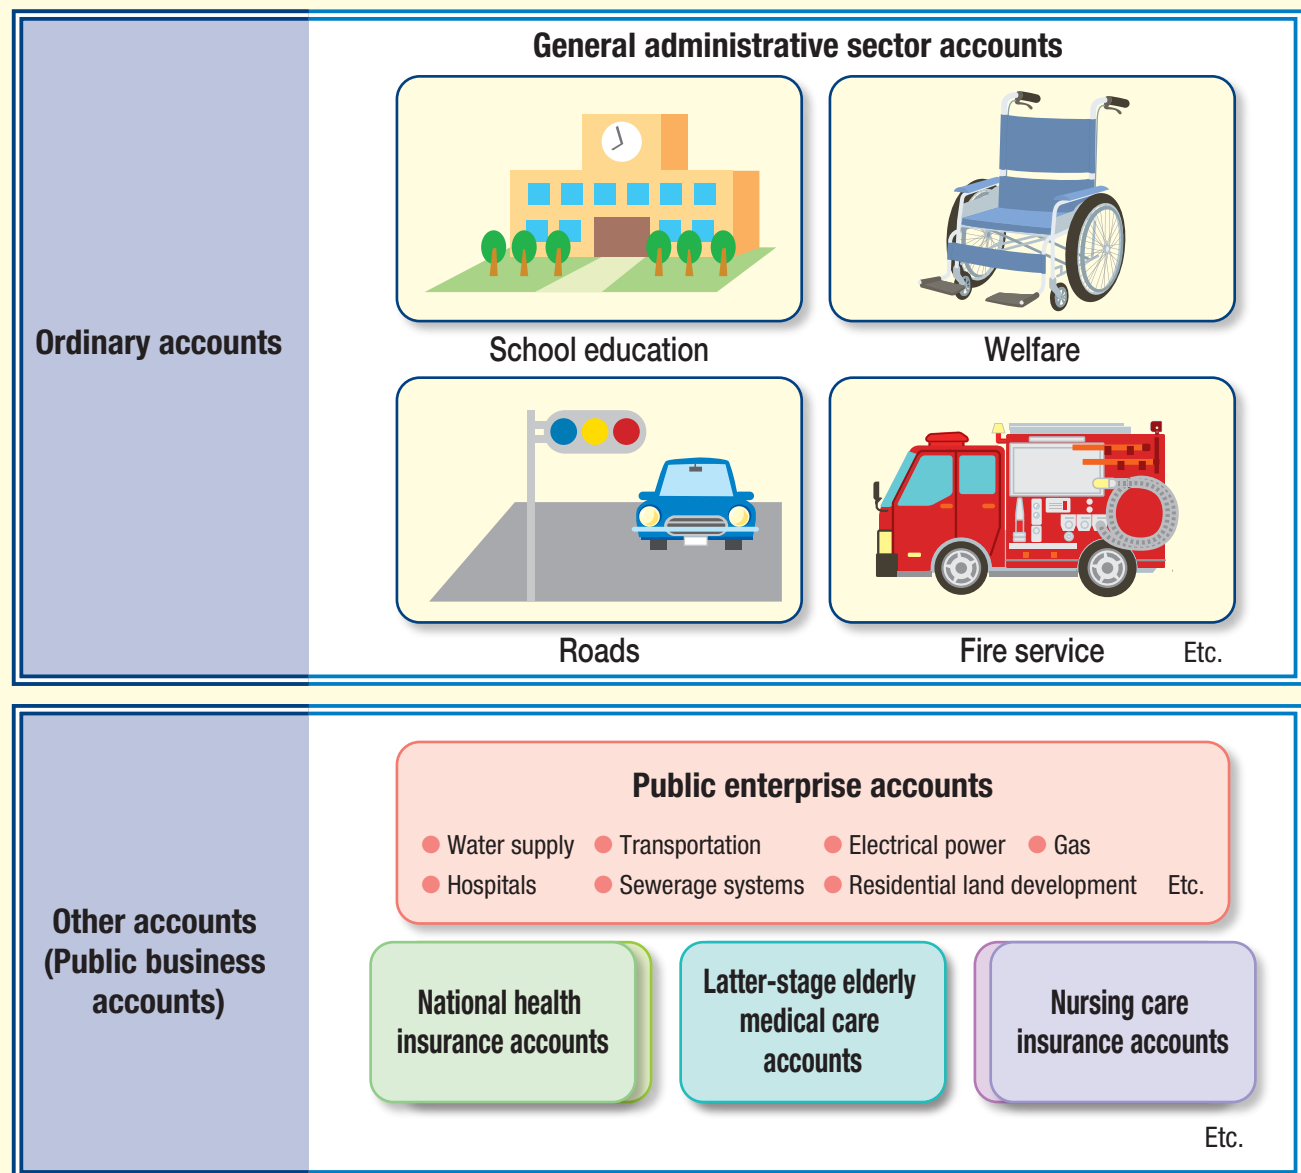 General administrative sector accounts
Ordinary accounts
School education
Welfare
Roads
Fire service
Etc.
Other accounts
(Public business
accounts)
Public enterprise accounts
Water supply
Transportation
Electrical power
Gas
Hospitals
Sewerage systems
Residential land development
Etc.
National health
insurance accounts
Latter-stage elderly
medical care
accounts
Nursing care
insurance accounts
Etc.